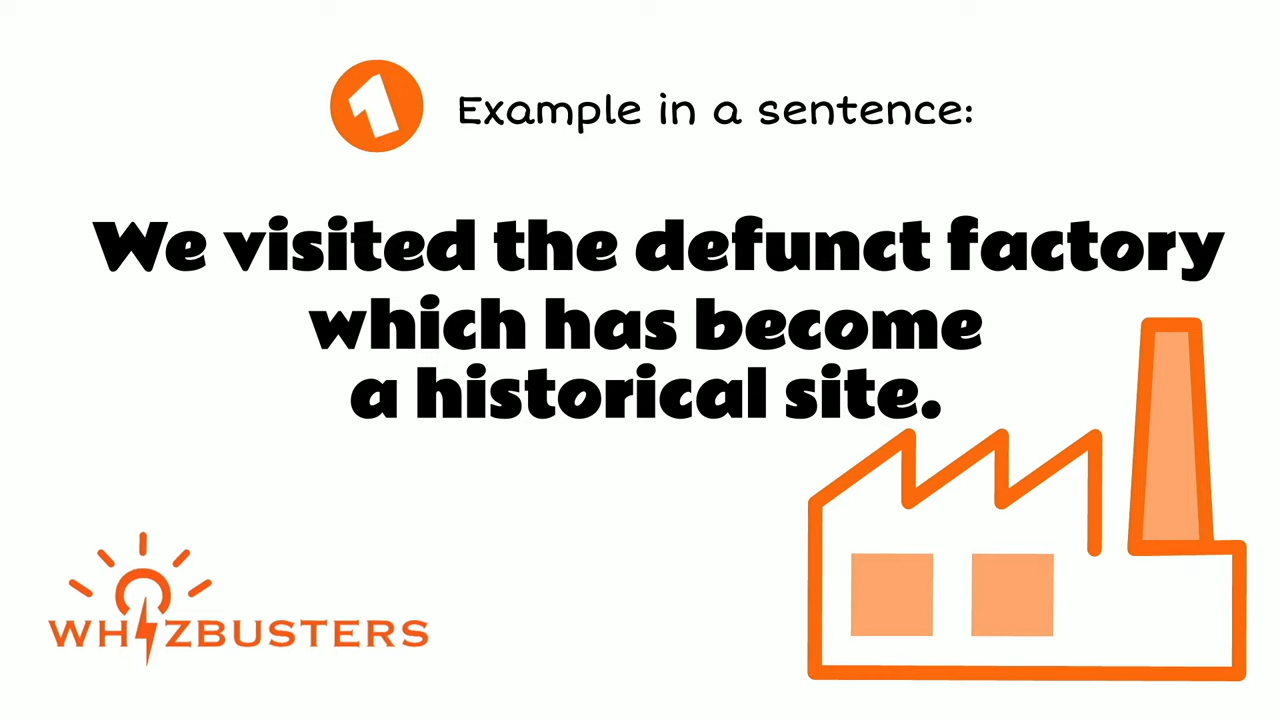 1 Example in a sentence:
We visited the defunct factory
which has become
a historical site.
WHIZBUSTERS